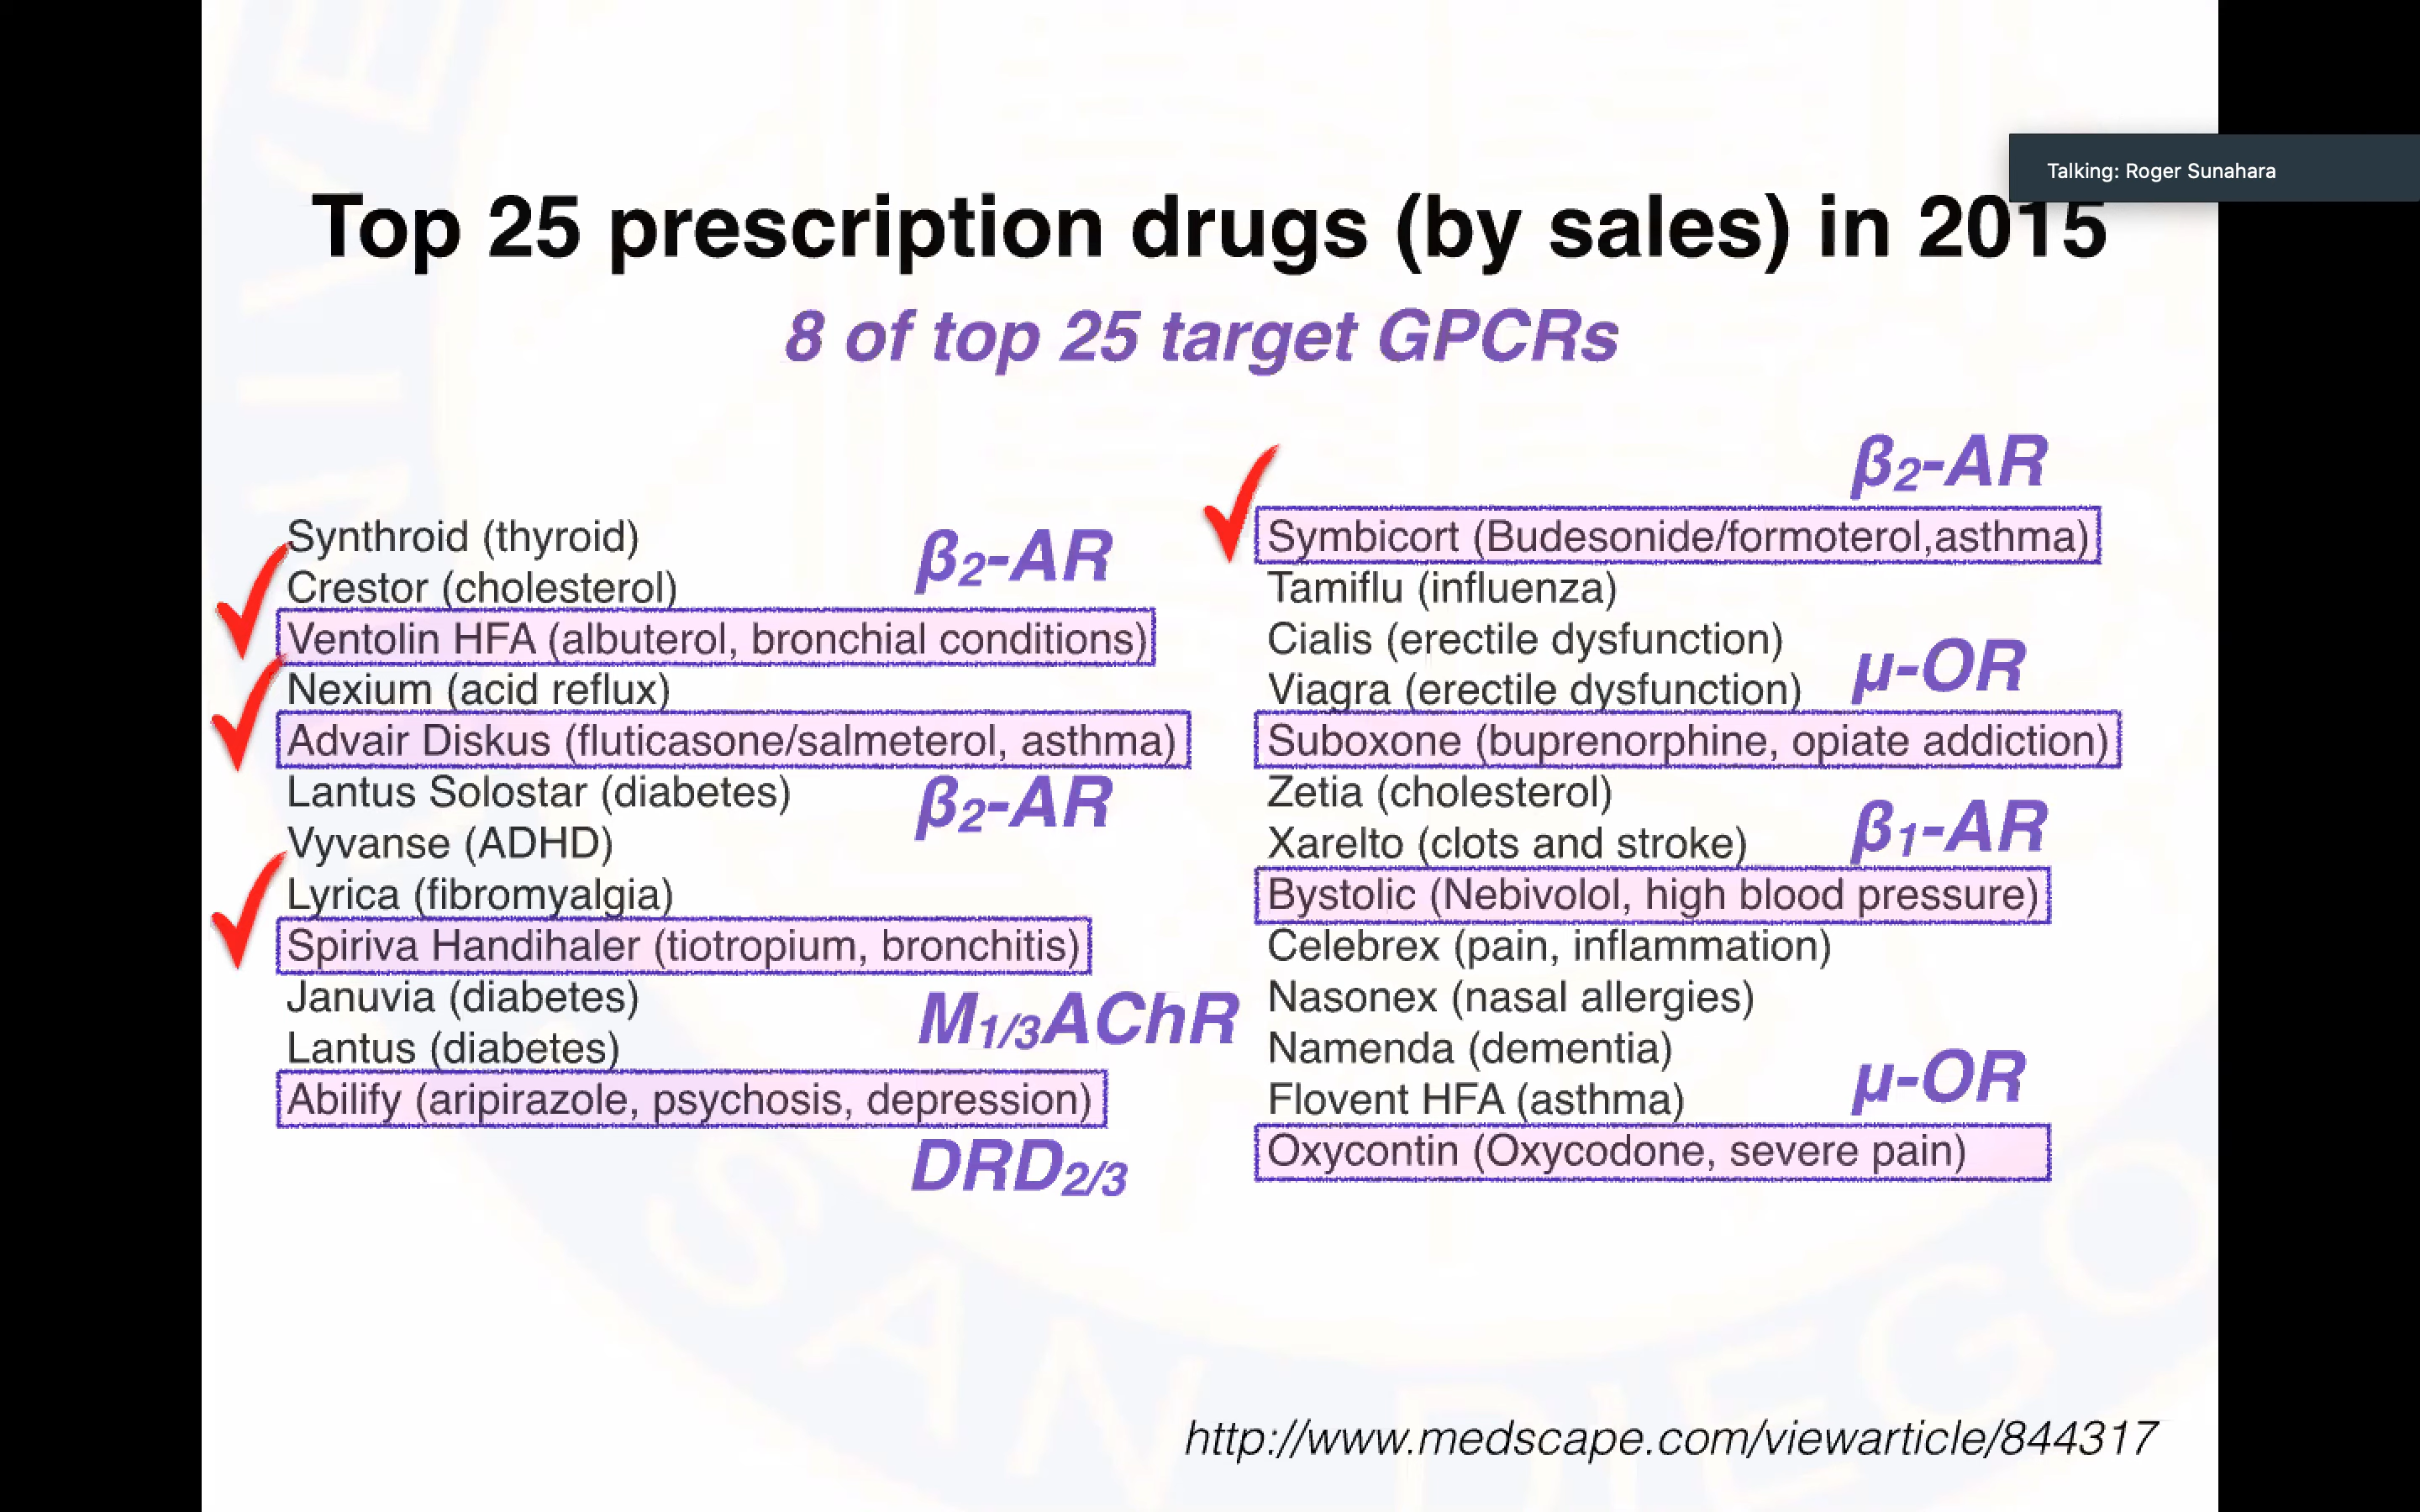 Talking: Roger Sunahara
Top 25 prescription drugs (by sales) in 2015
8 of top 25 target GPCRs
Synthroid (thyroid)
Crestor (cholesterol)
β2-AR
Ventolin HFA (albuterol, bronchial conditions)
Nexium (acid reflux)
Advair Diskus (fluticasone/salmeterol, asthma)
Lantus Solostar (diabetes)
β2-AR
Vyvanse (ADHD)
Lyrica (fibromyalgia)
Spiriva Handihaler (tiotropium, bronchitis)
Januvia (diabetes)
M1/3AChR
Lantus (diabetes)
Abilify (aripirazole, psychosis, depression)
DRD2/3
β2-AR
Symbicort (Budesonide/formoterol,asthma)
Tamiflu (influenza)
Cialis (erectile dysfunction)
μ-OR
Viagra (erectile dysfunction)
Suboxone (buprenorphine, opiate addiction)
Zetia (cholesterol)
β1-AR
Xarelto (clots and stroke)
Bystolic (Nebivolol, high blood pressure)
Celebrex (pain, inflammation)
Nasonex (nasal allergies)
Namenda (dementia)
μ-OR
Flovent HFA (asthma)
Oxycontin (Oxycodone, severe pain)
SAN DIEGO
http://www.medscape.com/viewarticle/844317